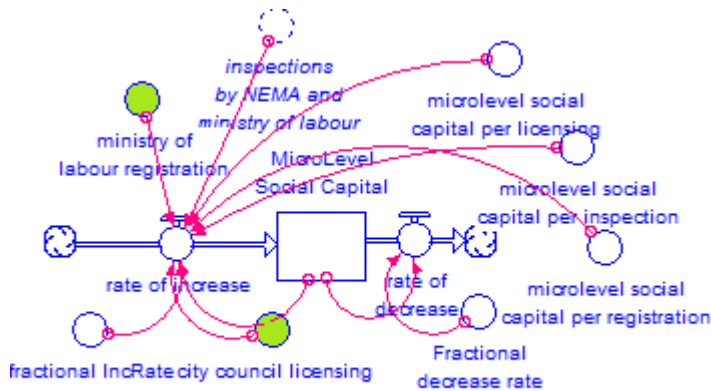 inspections
by NEMA and
ministry of labour
microlevel social
capital per licensing
ministry of
labour registration
MicroLevel
Social Capital
microlevel social
capital per inspection
rate of increase
rate of
decrease
microlevel social
capital per registration
fractional IncRate
city council licensing
Fractional
decrease rate